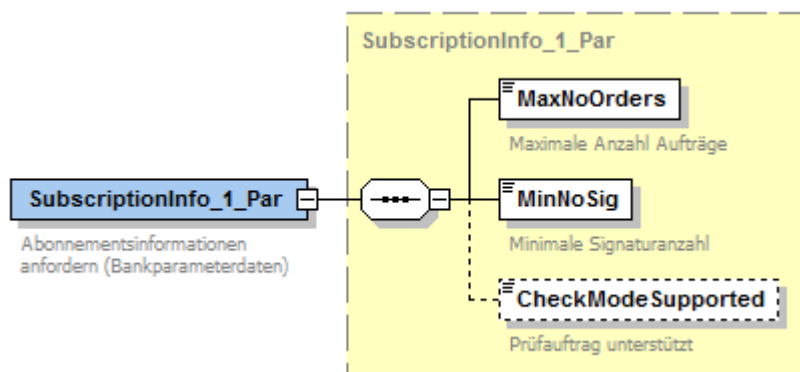 SubscriptionInfo_1_Par
MaxNoOrders
Maximale Anzahl Aufträge
SubscriptionInfo_1_Par
Abonnementsinformationen
anfordern (Bankparameterdaten)
MinNoSig
Minimale Signaturanzahl
CheckModeSupported
Prüfauftrag unterstützt